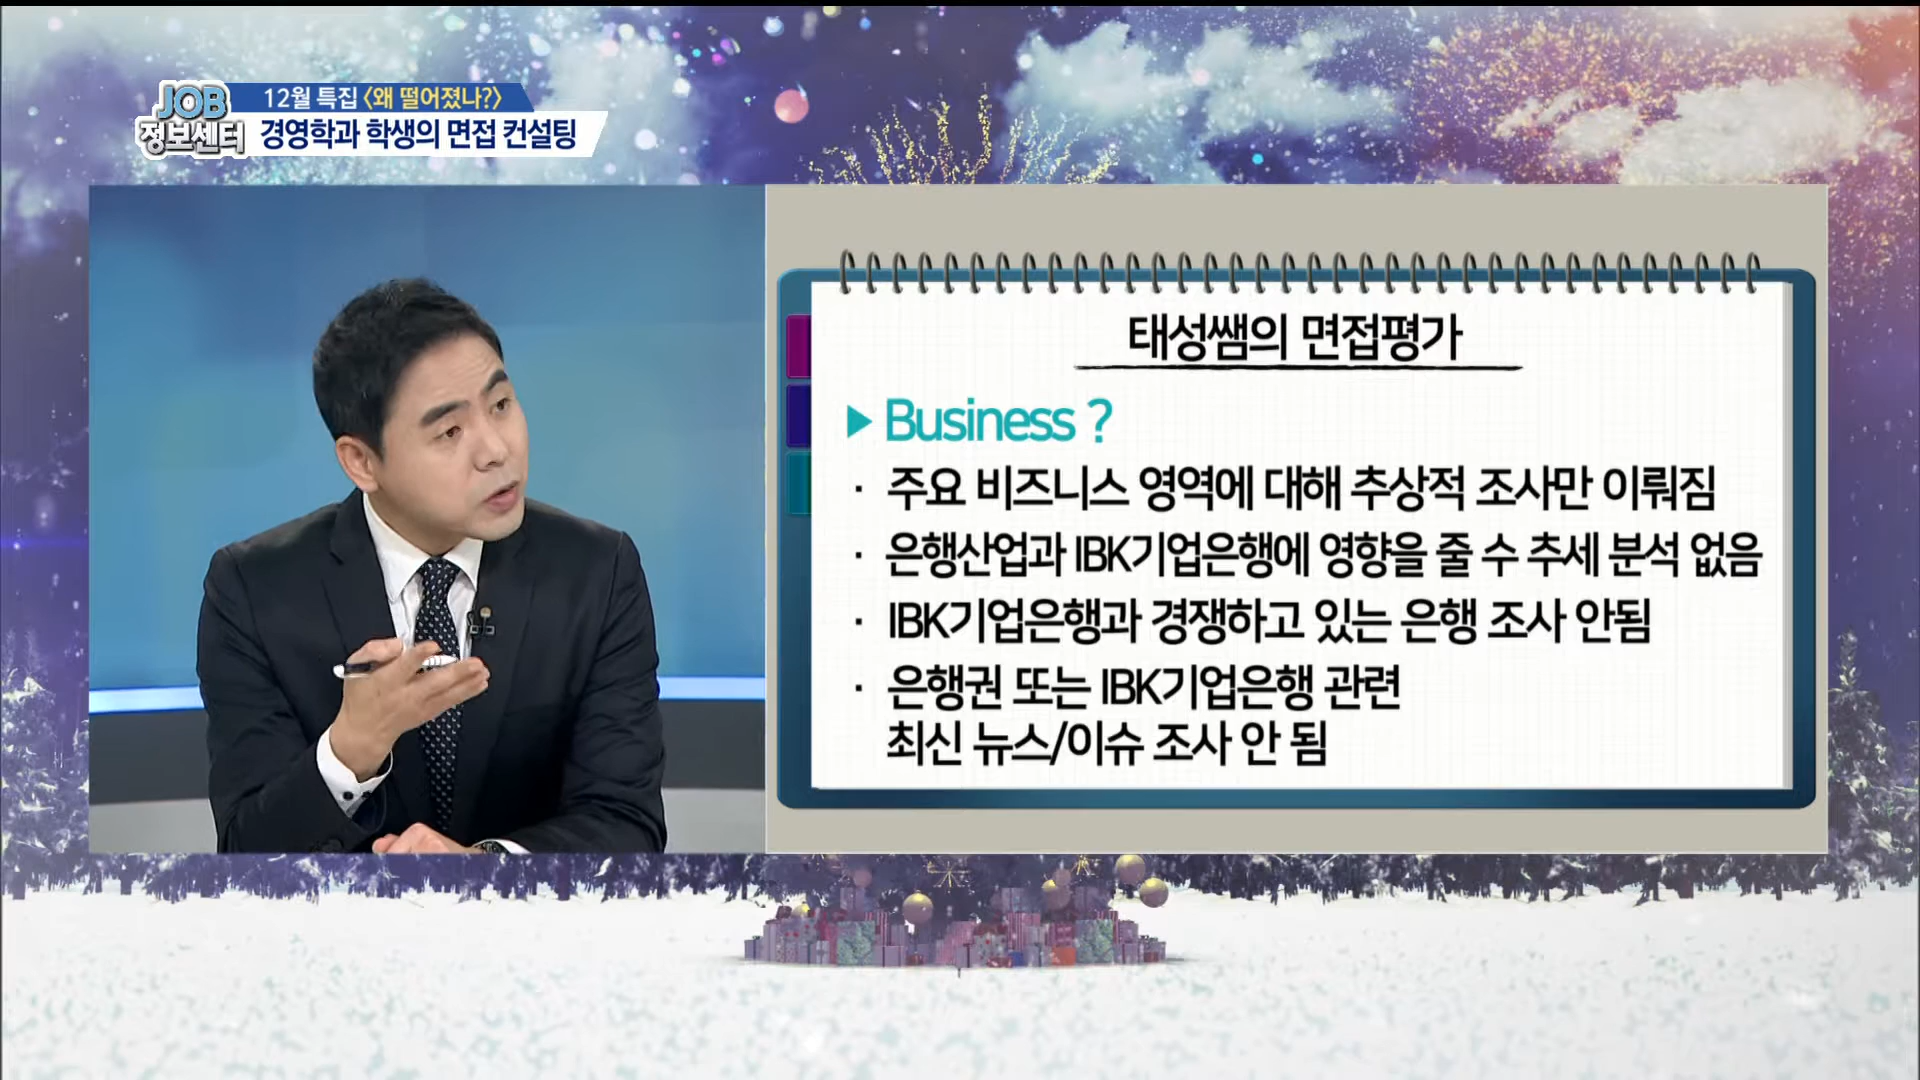 JOB
정보센터
12월 특집 <왜 떨어졌나?>
경영학과 학생의 면접 컨설팅
태성쌤의 면접평가
▶ Business ?
· 주요 비즈니스 영역에 대해 추상적 조사만 이뤄짐
· 은행산업과 IBK기업은행에 영향을 줄 수 추세 분석 없음
· IBK기업은행과 경쟁하고 있는 은행 조사 안됨
· 은행권 또는 IBK기업은행 관련
최신 뉴스/이슈 조사 안 됨